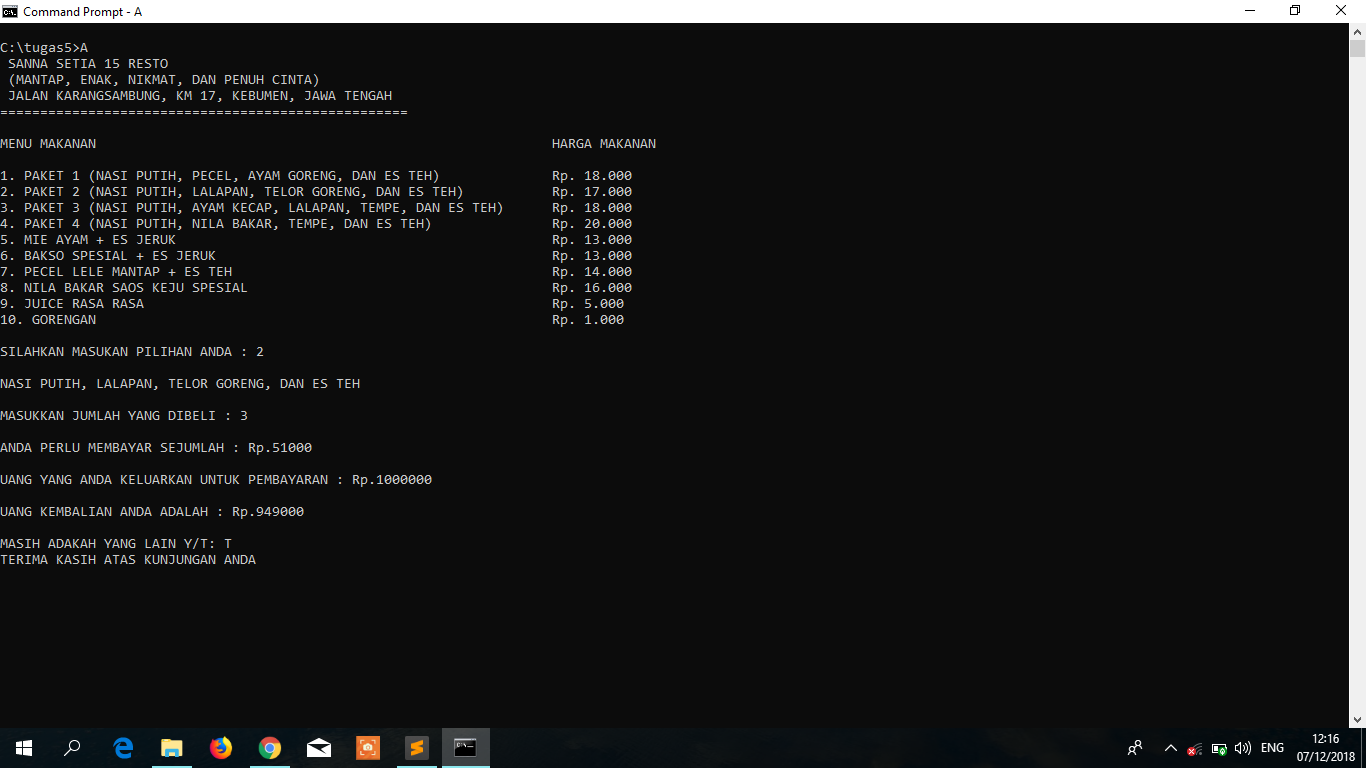 Command Prompt - A
C:\tugas5>A
SANNA SETIA 15 RESTO
(MANTAP, ENAK, NIKMAT, DAN PENUH CINTA)
JALAN KARANGSAMBUNG, KM 17, KEBUMEN, JAWA TENGAH
===================================================
MENU MAKANAN HARGA MAKANAN
1. PAKET 1 (NASI PUTIH, PECEL, AYAM GORENG, DAN ES TEH) Rp. 18.000
2. PAKET 2 (NASI PUTIH, LALAPAN, TELOR GORENG, DAN ES TEH) Rp. 17.000
3. PAKET 3 (NASI PUTIH, AYAM KECAP, LALAPAN, TEMPE, DAN ES TEH) Rp. 18.000
4. PAKET 4 (NASI PUTIH, NILA BAKAR, TEMPE, DAN ES TEH) Rp. 20.000
5. MIE AYAM + ES JERUK Rp. 13.000
6. BAKSO SPESIAL + ES JERUK Rp. 13.000
7. PECEL LELE MANTAP + ES TEH Rp. 14.000
8. NILA BAKAR SAOS KEJU SPESIAL Rp. 16.000
9. JUICE RASA RASA Rp. 5.000
10. GORENGAN Rp. 1.000
SILAHKAN MASUKAN PILIHAN ANDA : 2
NASI PUTIH, LALAPAN, TELOR GORENG, DAN ES TEH
MASUKKAN JUMLAH YANG DIBELI : 3
ANDA PERLU MEMBAYAR SEJUMLAH : Rp.51000
UANG YANG ANDA KELUARKAN UNTUK PEMBAYARAN : Rp.1000000
UANG KEMBALIAN ANDA ADALAH : Rp.949000
MASIH ADAKAH YANG LAIN Y/T: T
TERIMA KASIH ATAS KUNJUNGAN ANDA
ENG
12:16
07/12/2018